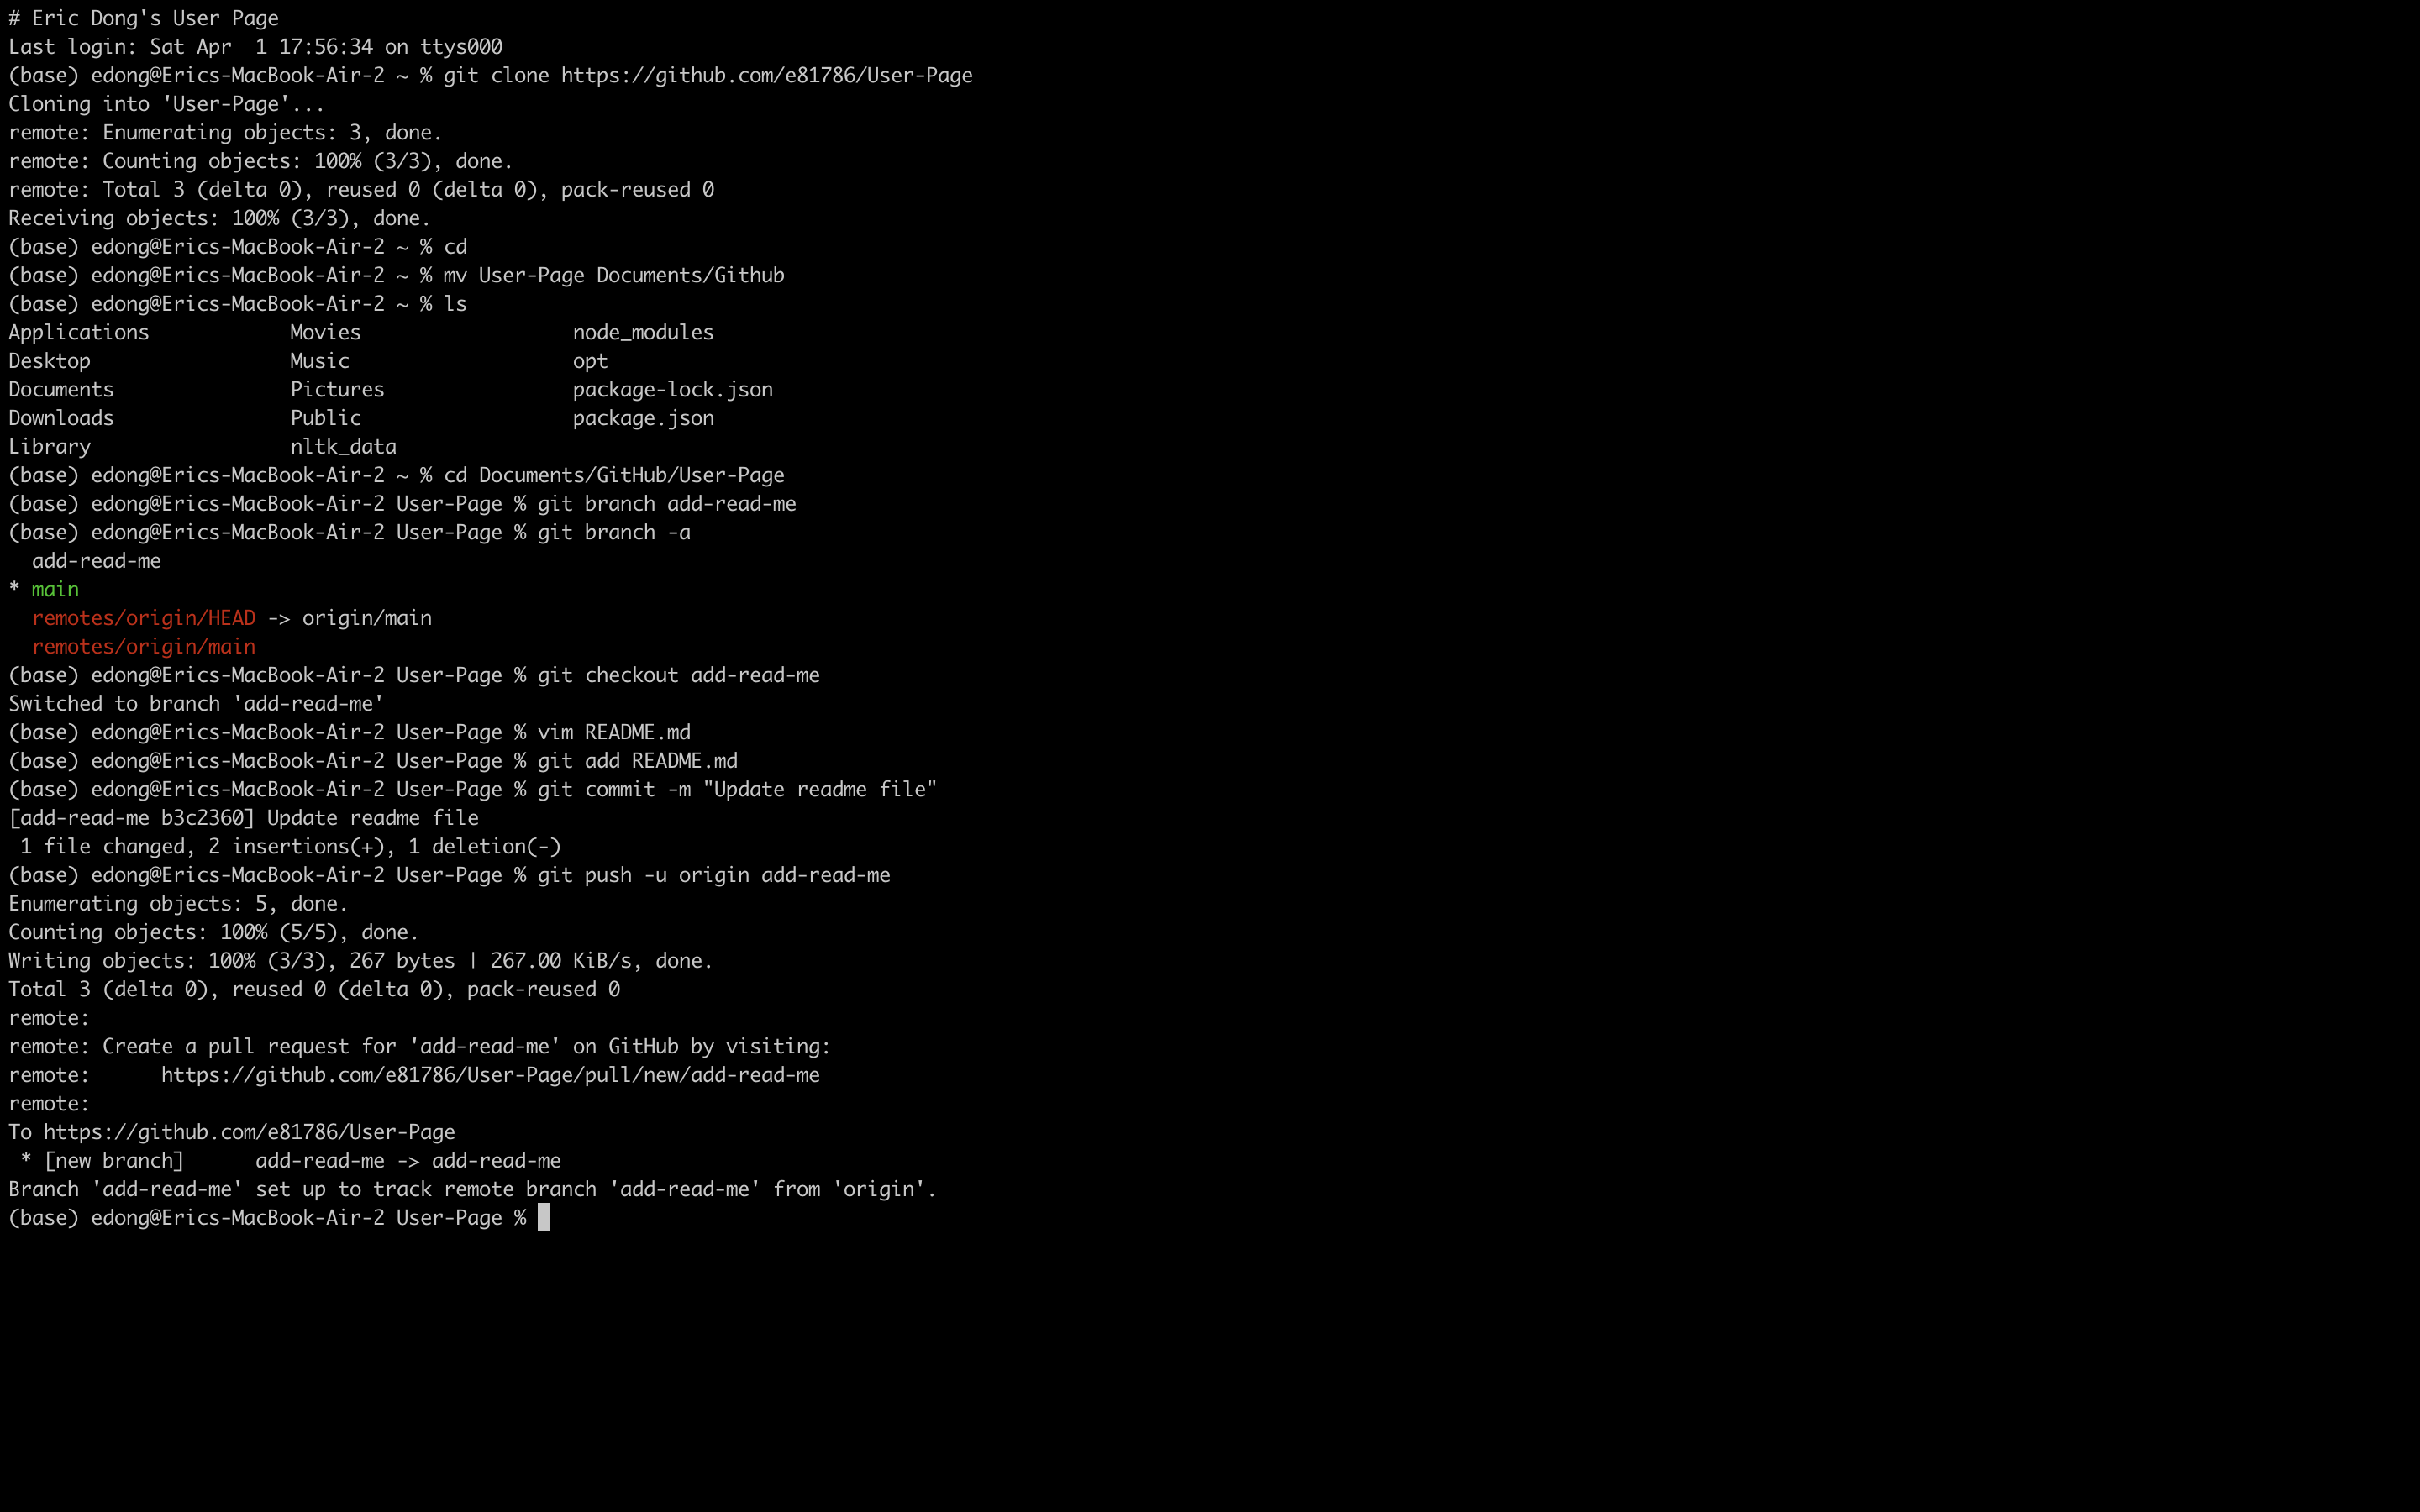 # Eric Dong's User Page
Last login: Sat Apr  1 17:56:34 on ttys000
(base) edong@Erics-MacBook-Air-2 ~ % git clone https://github.com/e81786/User-Page
Cloning into 'User-Page'...
remote: Enumerating objects: 3, done.
remote: Counting objects: 100% (3/3), done.
remote: Total 3 (delta 0), reused 0 (delta 0), pack-reused 0
Receiving objects: 100% (3/3), done.
(base) edong@Erics-MacBook-Air-2 ~ % cd
(base) edong@Erics-MacBook-Air-2 ~ % mv User-Page Documents/Github
(base) edong@Erics-MacBook-Air-2 ~ % ls
Applications            Movies                  node_modules
Desktop                 Music                   opt
Documents               Pictures                package-lock.json
Downloads               Public                  package.json
Library                 nltk_data
(base) edong@Erics-MacBook-Air-2 ~ % cd Documents/GitHub/User-Page
(base) edong@Erics-MacBook-Air-2 User-Page % git branch add-read-me
(base) edong@Erics-MacBook-Air-2 User-Page % git branch -a
  add-read-me
* main
  remotes/origin/HEAD -> origin/main
  remotes/origin/main
(base) edong@Erics-MacBook-Air-2 User-Page % git checkout add-read-me
Switched to branch 'add-read-me'
(base) edong@Erics-MacBook-Air-2 User-Page % vim README.md
(base) edong@Erics-MacBook-Air-2 User-Page % git add README.md
(base) edong@Erics-MacBook-Air-2 User-Page % git commit -m "Update readme file"
[add-read-me b3c2360] Update readme file
 1 file changed, 2 insertions(+), 1 deletion(-)
(base) edong@Erics-MacBook-Air-2 User-Page % git push -u origin add-read-me
Enumerating objects: 5, done.
Counting objects: 100% (5/5), done.
Writing objects: 100% (3/3), 267 bytes | 267.00 KiB/s, done.
Total 3 (delta 0), reused 0 (delta 0), pack-reused 0
remote:
remote: Create a pull request for 'add-read-me' on GitHub by visiting:
remote:      https://github.com/e81786/User-Page/pull/new/add-read-me
remote:
To https://github.com/e81786/User-Page
 * [new branch]      add-read-me -> add-read-me
Branch 'add-read-me' set up to track remote branch 'add-read-me' from 'origin'.
(base) edong@Erics-MacBook-Air-2 User-Page %